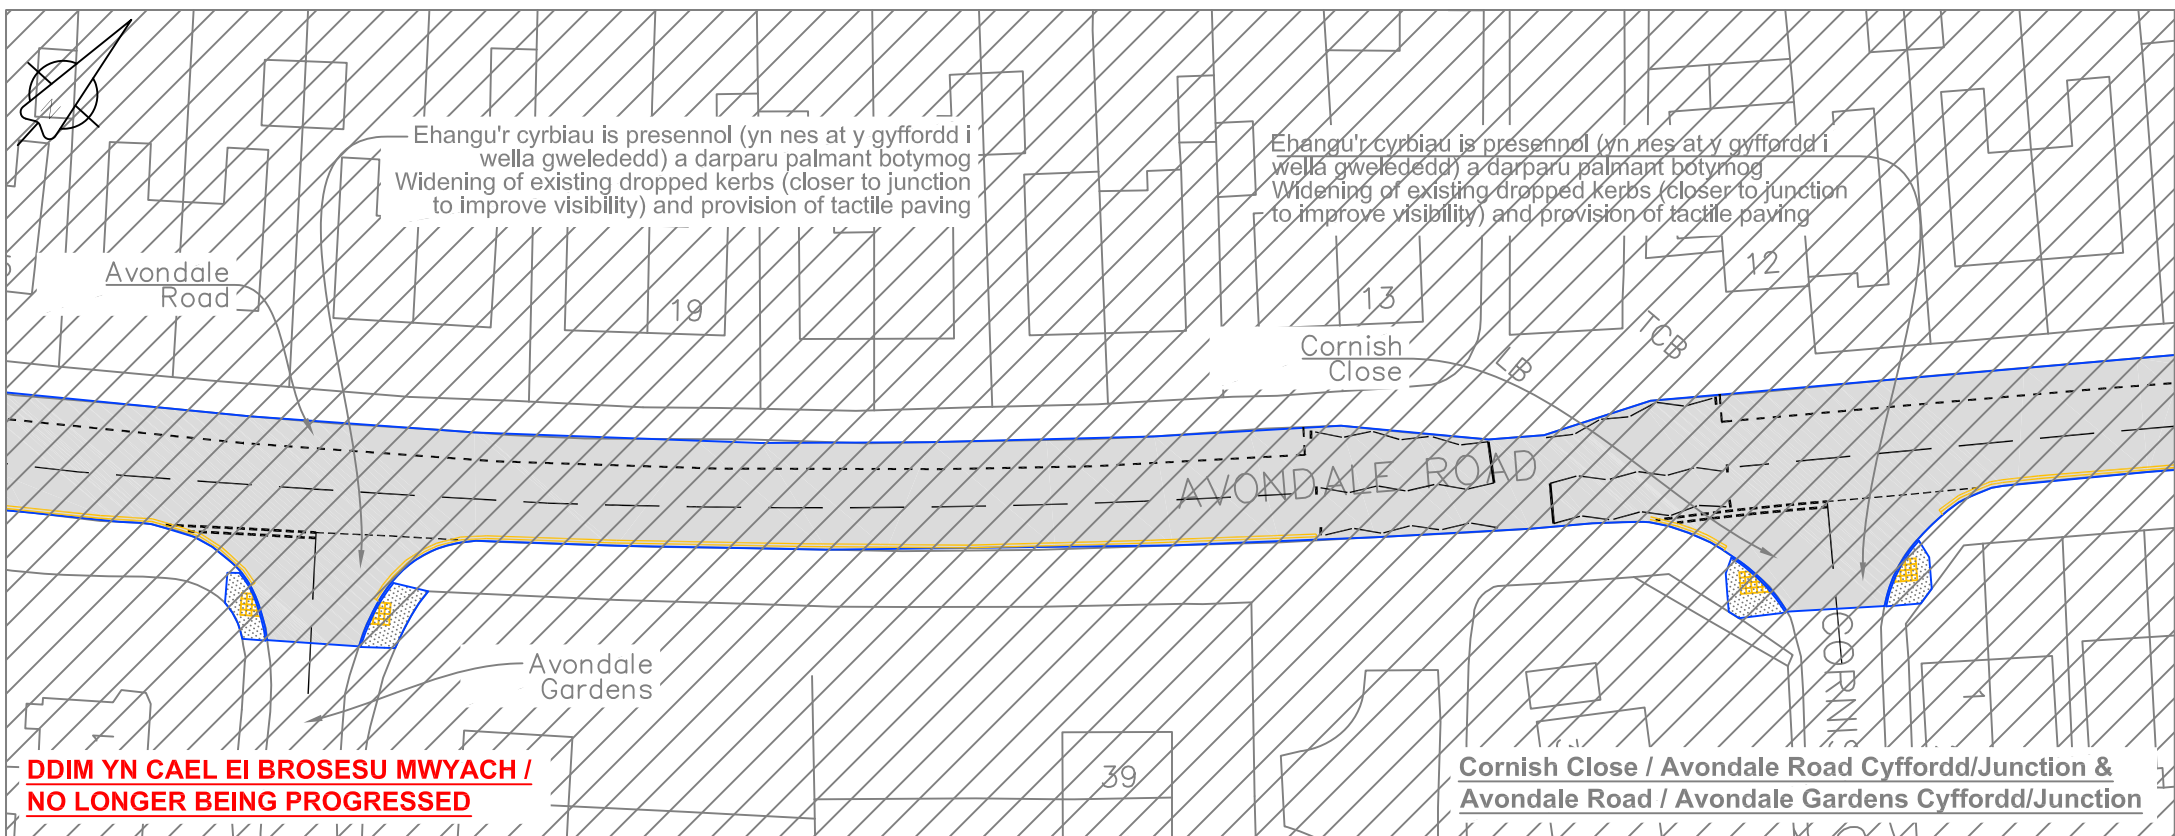 Ehangu'r cyrbiau is presennol (yn nes at y gyffordd i
wella gwelededd) a darparu palmant botymog
Widening of existing dropped kerbs (closer to junction
to improve visibility) and provision of tactile paving
Ehangu'r cyrbiau is presennol (yn nes at y gyffordd i
wella gwelededd) a darparu palmant botymog
Widening of existing dropped kerbs (closer to junction
to improve visibility) and provision of tactile paving
Avondale
Road
19
13
12
Cornish
Close
LB
TCB
AVONDALE ROAD
Avondale
Gardens
CORNIS
1
39
DDIM YN CAEL EI BROSESU MWYACH /
NO LONGER BEING PROGRESSED
Cornish Close / Avondale Road Cyffordd/Junction &
Avondale Road / Avondale Gardens Cyffordd/Junction